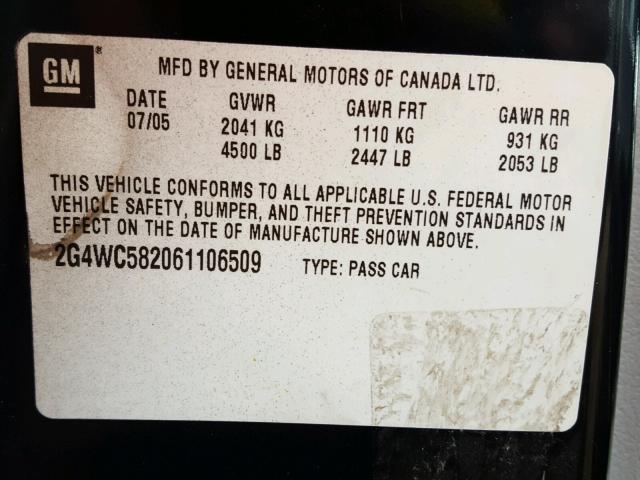 GM® MFD BY GENERAL MOTORS OF CANADA LTD.
DATE GVWR GAWR FRT GAWR RR
07/05 2041 KG 1110 KG 931 KG
4500 LB 2447 LB 2053 LB
THIS VEHICLE CONFORMS TO ALL APPLICABLE U.S. FEDERAL MOTOR
VEHICLE SAFETY, BUMPER, AND THEFT PREVENTION STANDARDS IN
EFFECT ON THE DATE OF MANUFACTURE SHOWN ABOVE.
2G4WC582061106509 TYPE: PASS CAR